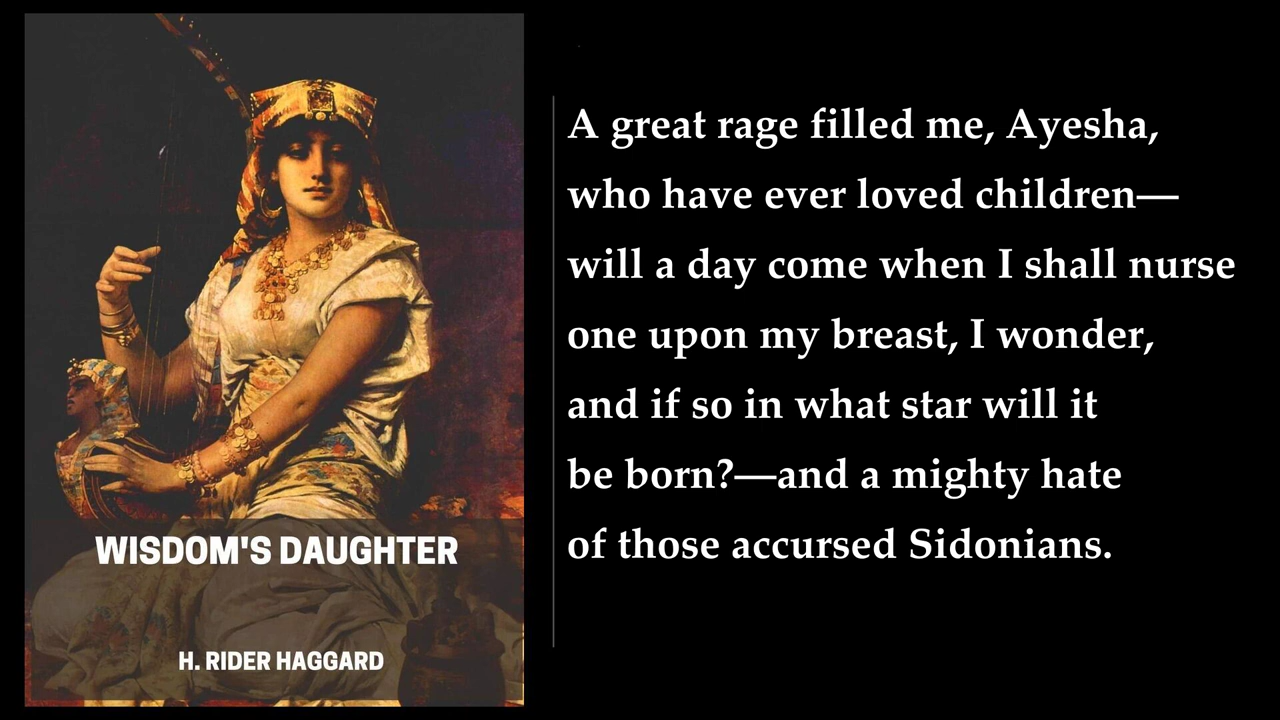 WISDOM'S DAUGHTER
H. RIDER HAGGARD
A great rage filled me, Ayesha,
who have ever loved children—
will a day come when I shall nurse
one upon my breast, I wonder,
and if so in what star will it
be born?—and a mighty hate
of those accursed Sidonians.